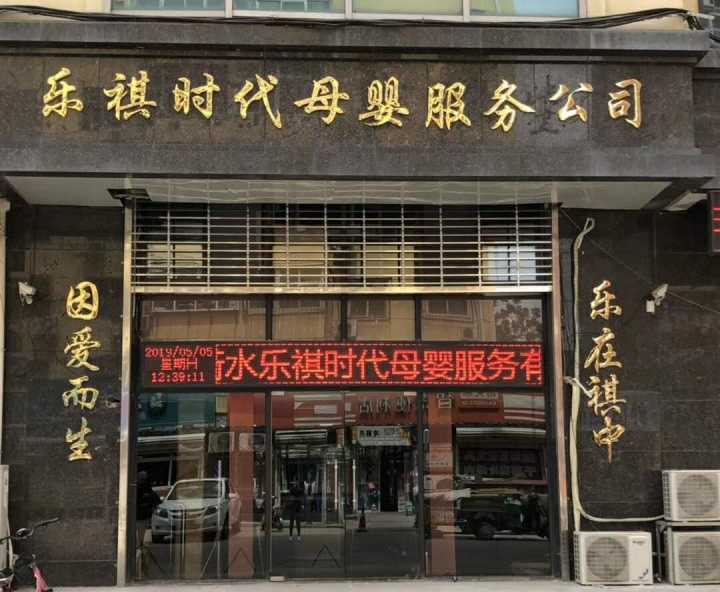 乐祺时代母婴服务公司
因爱而生
乐在祺中
2019/05/05
星期日
12:39:11
水乐祺时代母婴服务有